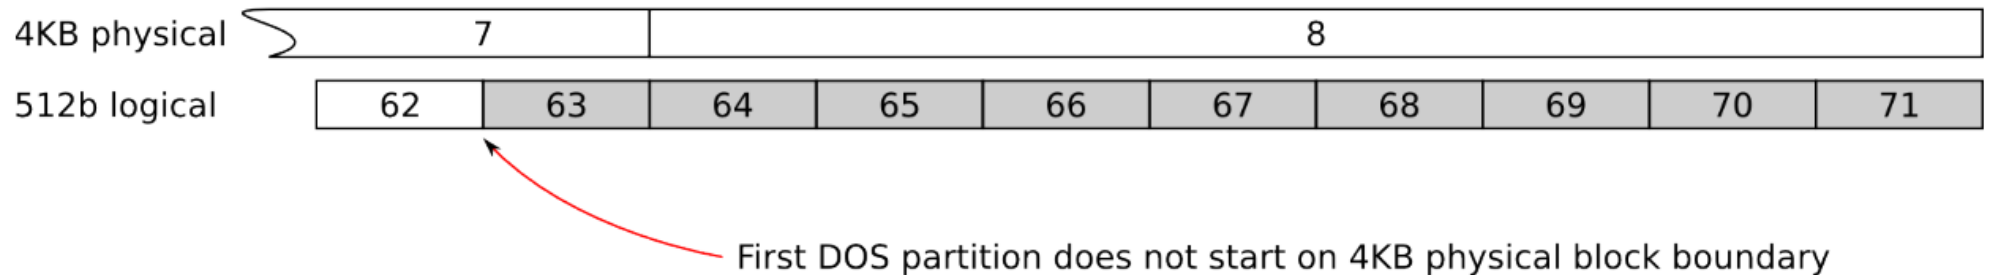 4KB physical 7 8
512b logical 62 63 64 65 66 67 68 69 70 71
First DOS partition does not start on 4KB physical block boundary